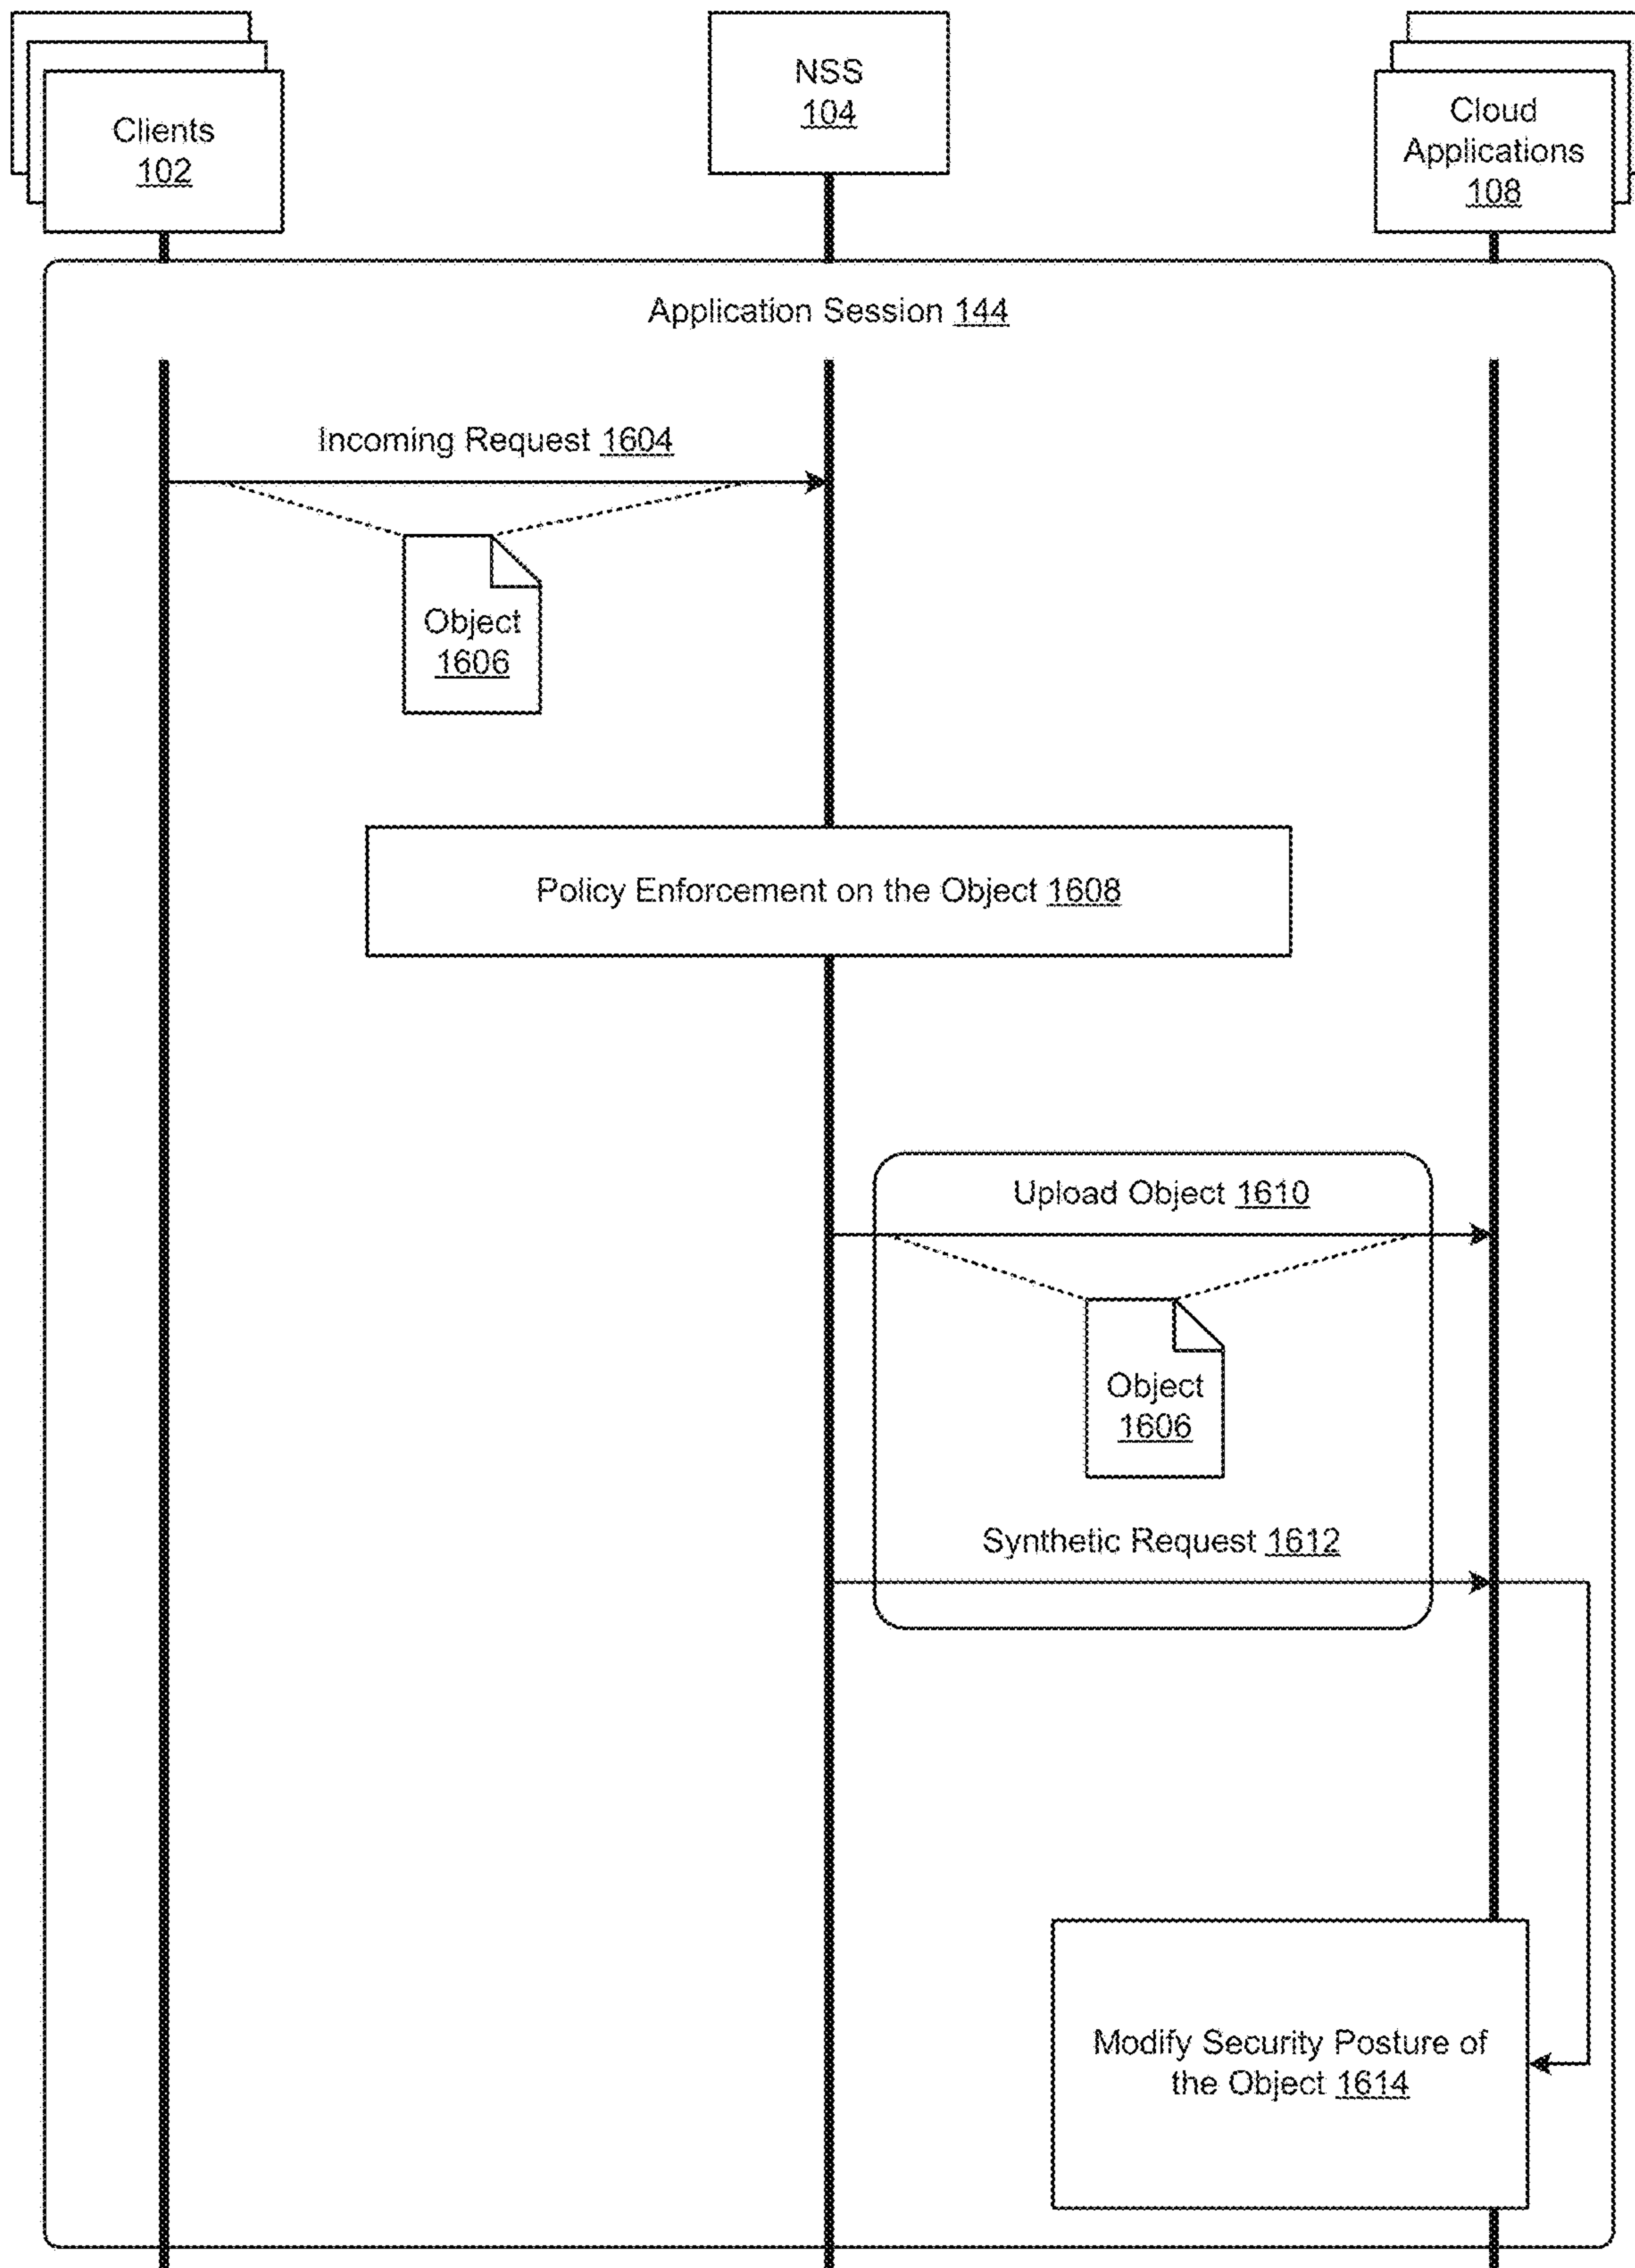 Clients
102
NSS
104
Cloud
Applications
108
Application Session 144
Incoming Request 1604
Object
1606
Policy Enforcement on the Object 1608
Upload Object 1610
Object
1606
Synthetic Request 1612
Modify Security Posture of
the Object 1614